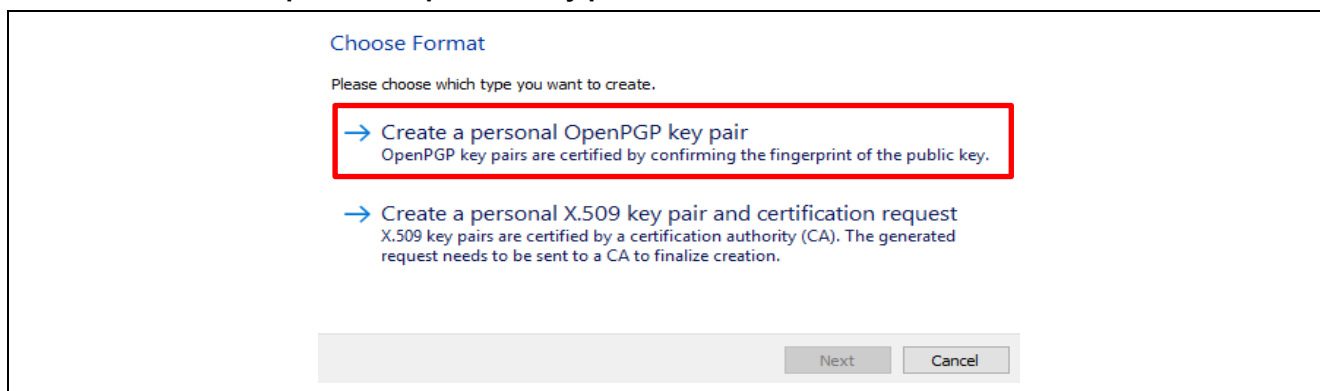 Choose Format
Please choose which type you want to create.
→ Create a personal OpenPGP key pair
OpenPGP key pairs are certified by confirming the fingerprint of the public key.
→ Create a personal X.509 key pair and certification request
X.509 key pairs are certified by a certification authority (CA). The generated
request needs to be sent to a CA to finalize creation.
Next Cancel